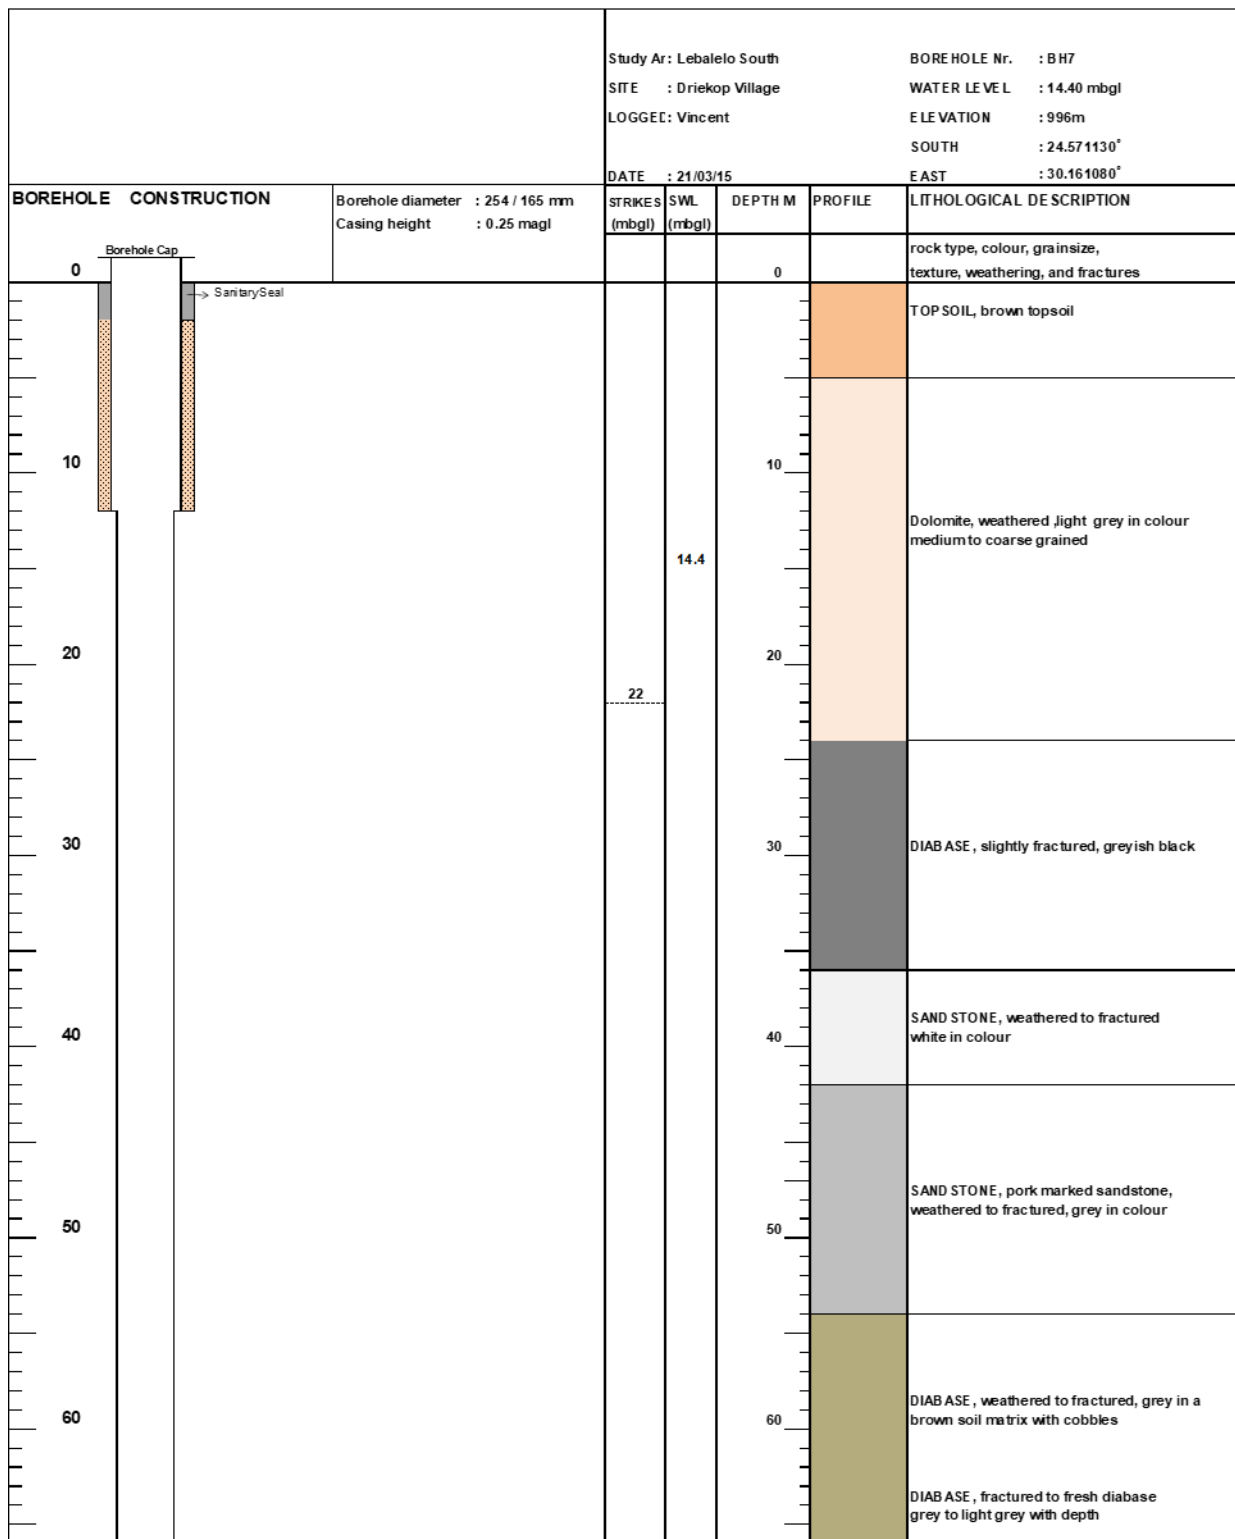 Study Ar: Lebalelo South BOREHOLE Nr. : BH7
SITE : Driekop Village WATER LEVEL : 14.40 mbgl
LOGGED: Vincent ELEVATION : 996m
SOUTH : 24.571130°
DATE : 21/03/15 EAST : 30.161080°
BOREHOLE CONSTRUCTION Borehole diameter : 254 / 165 mm STRIKES SWL DEPTH M PROFILE LITHOLOGICAL DESCRIPTION
Casing height : 0.25 magl (mbgl) (mbgl)
Borehole Cap rock type, colour, grainsize,
0 0 texture, weathering, and fractures
Sanitary Seal
TOPSOIL, brown topsoil
10 10
Dolomite, weathered ,light grey in colour
medium to coarse grained
14.4
20 20
22
30 30 DIABASE, slightly fractured, greyish black
SANDSTONE, weathered to fractured
40 40 white in colour
SANDSTONE, pork marked sandstone,
weathered to fractured, grey in colour
50 50
DIABASE, weathered to fractured, grey in a
60 60 brown soil matrix with cobbles
DIABASE, fractured to fresh diabase
grey to light grey with depth